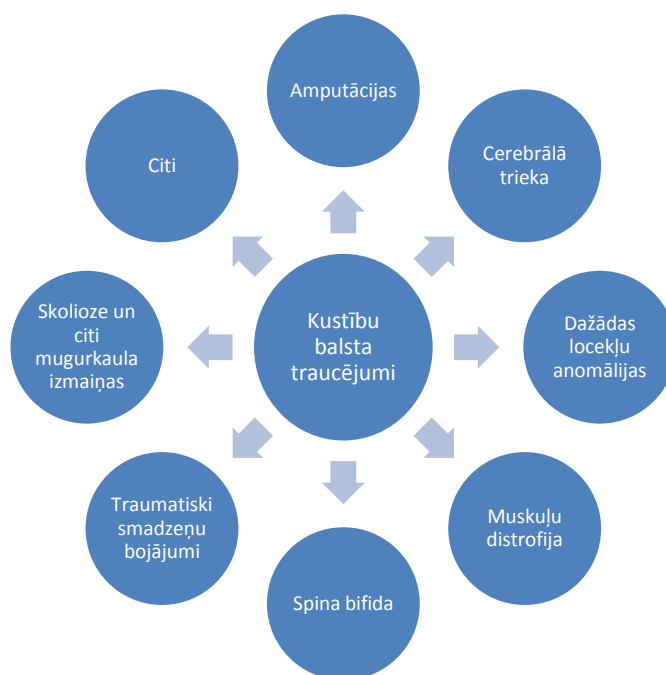 Amputācijas
Cerebrālā
trieka
Dažādas
locekļu
anomālijas
Muskuļu
distrofija
Spina bifida
Traumatiski
smadzeņu
bojājumi
Skolioze un
citi
mugurkaula
izmaiņas
Citi
Kustību
balsta
traucējumi